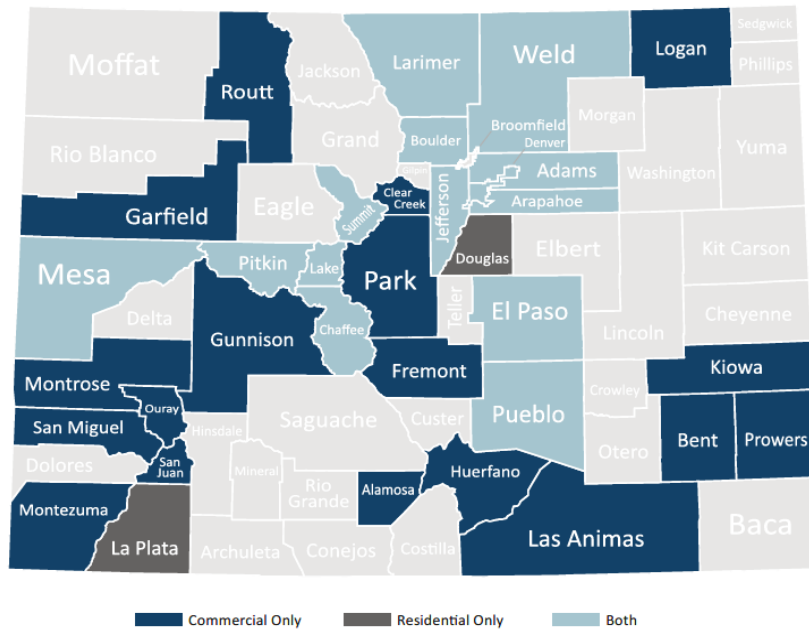 Moffat
Routt
Jackson
Larimer
Weld
Logan
Sedgwick
Phillips
Rio Blanco
Grand
Boulder
Broomfield
Denver
Morgan
Washington
Yuma
Garfield
Eagle
Summit
Clear
Creek
Gilpin
Jefferson
Adams
Arapahoe
Mesa
Pitkin
Lake
Park
Douglas
Elbert
Kit Carson
Delta
Gunnison
Chaffee
Teller
El Paso
Lincoln
Cheyenne
Montrose
Ouray
Fremont
Kiowa
San Miguel
Hinsdale
Saguache
Custer
Pueblo
Crowley
Otero
Bent
Prowers
Dolores
San
Juan
Mineral
Rio
Grande
Alamosa
Huerfano
Montezuma
La Plata
Archuleta
Conejos
Costilla
Las Animas
Baca
Commercial Only
Residential Only
Both